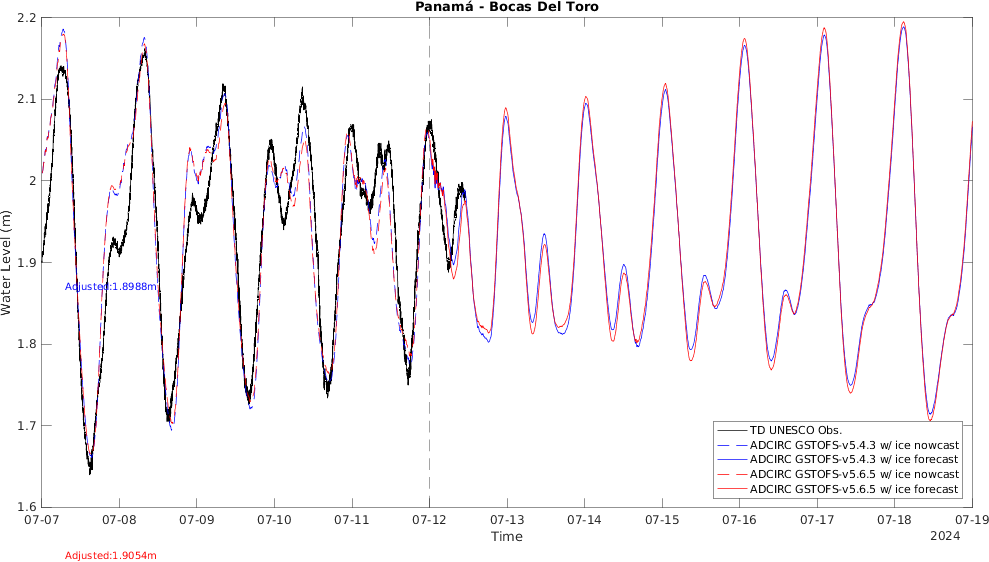 Panamá - Bocas Del Toro
2.2
2.1
2
1.9
1.8
1.7
1.6
Water Level (m)
Adjusted:1.8988m
TD UNESCO Obs.
ADCIRC GSTOFS-v5.4.3 w/ ice nowcast
ADCIRC GSTOFS-v5.4.3 w/ ice forecast
ADCIRC GSTOFS-v5.6.5 w/ ice nowcast
ADCIRC GSTOFS-v5.6.5 w/ ice forecast
07-07 07-08 07-09 07-10 07-11 07-12 07-13 07-14 07-15 07-16 07-17 07-18 07-19
Time
2024
Adjusted:1.9054m